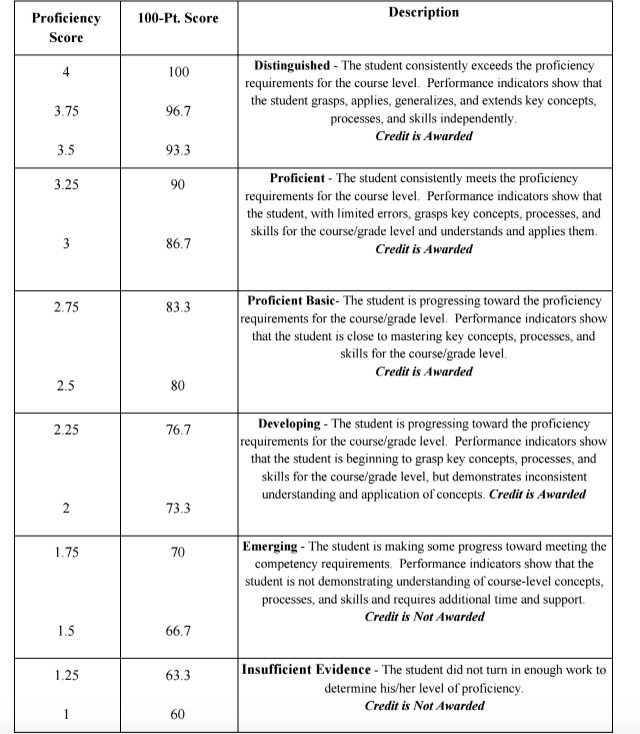 Proficiency Score
100-Pt. Score
Description
4
100
3.75
96.7
3.5
93.3
Distinguished - The student consistently exceeds the proficiency
requirements for the course level. Performance indicators show that
the student grasps, applies, generalizes, and extends key concepts,
processes, and skills independently.
Credit is Awarded
3.25
90
3
86.7
Proficient - The student consistently meets the proficiency
requirements for the course level. Performance indicators show that
the student, with limited errors, grasps key concepts, processes, and
skills for the course/grade level and understands and applies them.
Credit is Awarded
2.75
83.3
2.5
80
Proficient Basic- The student is progressing toward the proficiency
requirements for the course/grade level. Performance indicators show
that the student is close to mastering key concepts, processes, and
skills for the course/grade level.
Credit is Awarded
2.25
76.7
2
73.3
Developing - The student is progressing toward the proficiency
requirements for the course/grade level. Performance indicators show
that the student is beginning to grasp key concepts, processes, and
skills for the course/grade level, but demonstrates inconsistent
understanding and application of concepts. Credit is Awarded
1.75
70
1.5
66.7
Emerging - The student is making some progress toward meeting the
competency requirements. Performance indicators show that the
student is not demonstrating understanding of course-level concepts,
processes, and skills and requires additional time and support.
Credit is Not Awarded
1.25
63.3
1
60
Insufficient Evidence - The student did not turn in enough work to
determine his/her level of proficiency.
Credit is Not Awarded